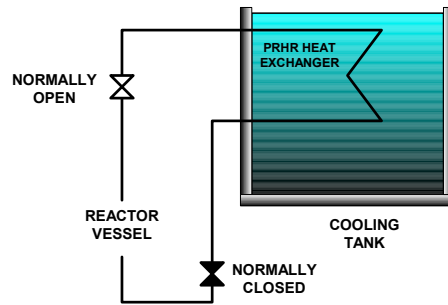 PRHR HEAT
EXCHANGER
NORMALLY
OPEN
REACTOR
VESSEL
COOLING
TANK
NORMALLY
CLOSED